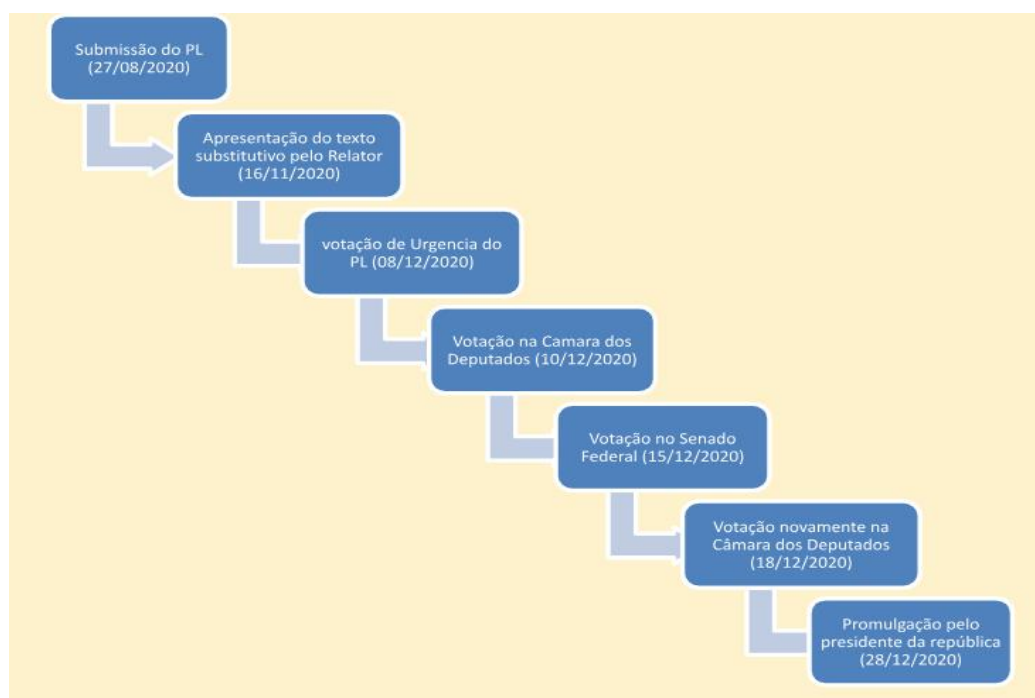 Submissão do PL
(27/08/2020)
Apresentação do texto
substitutivo pelo Relator
(16/11/2020)
votação de Urgencia do
PL (08/12/2020)
Votação na Camara dos
Deputados (10/12/2020)
Votação no Senado
Federal (15/12/2020)
Votação novamente na
Câmara dos Deputados
(18/12/2020)
Promulgação pelo
presidente da república
(28/12/2020)